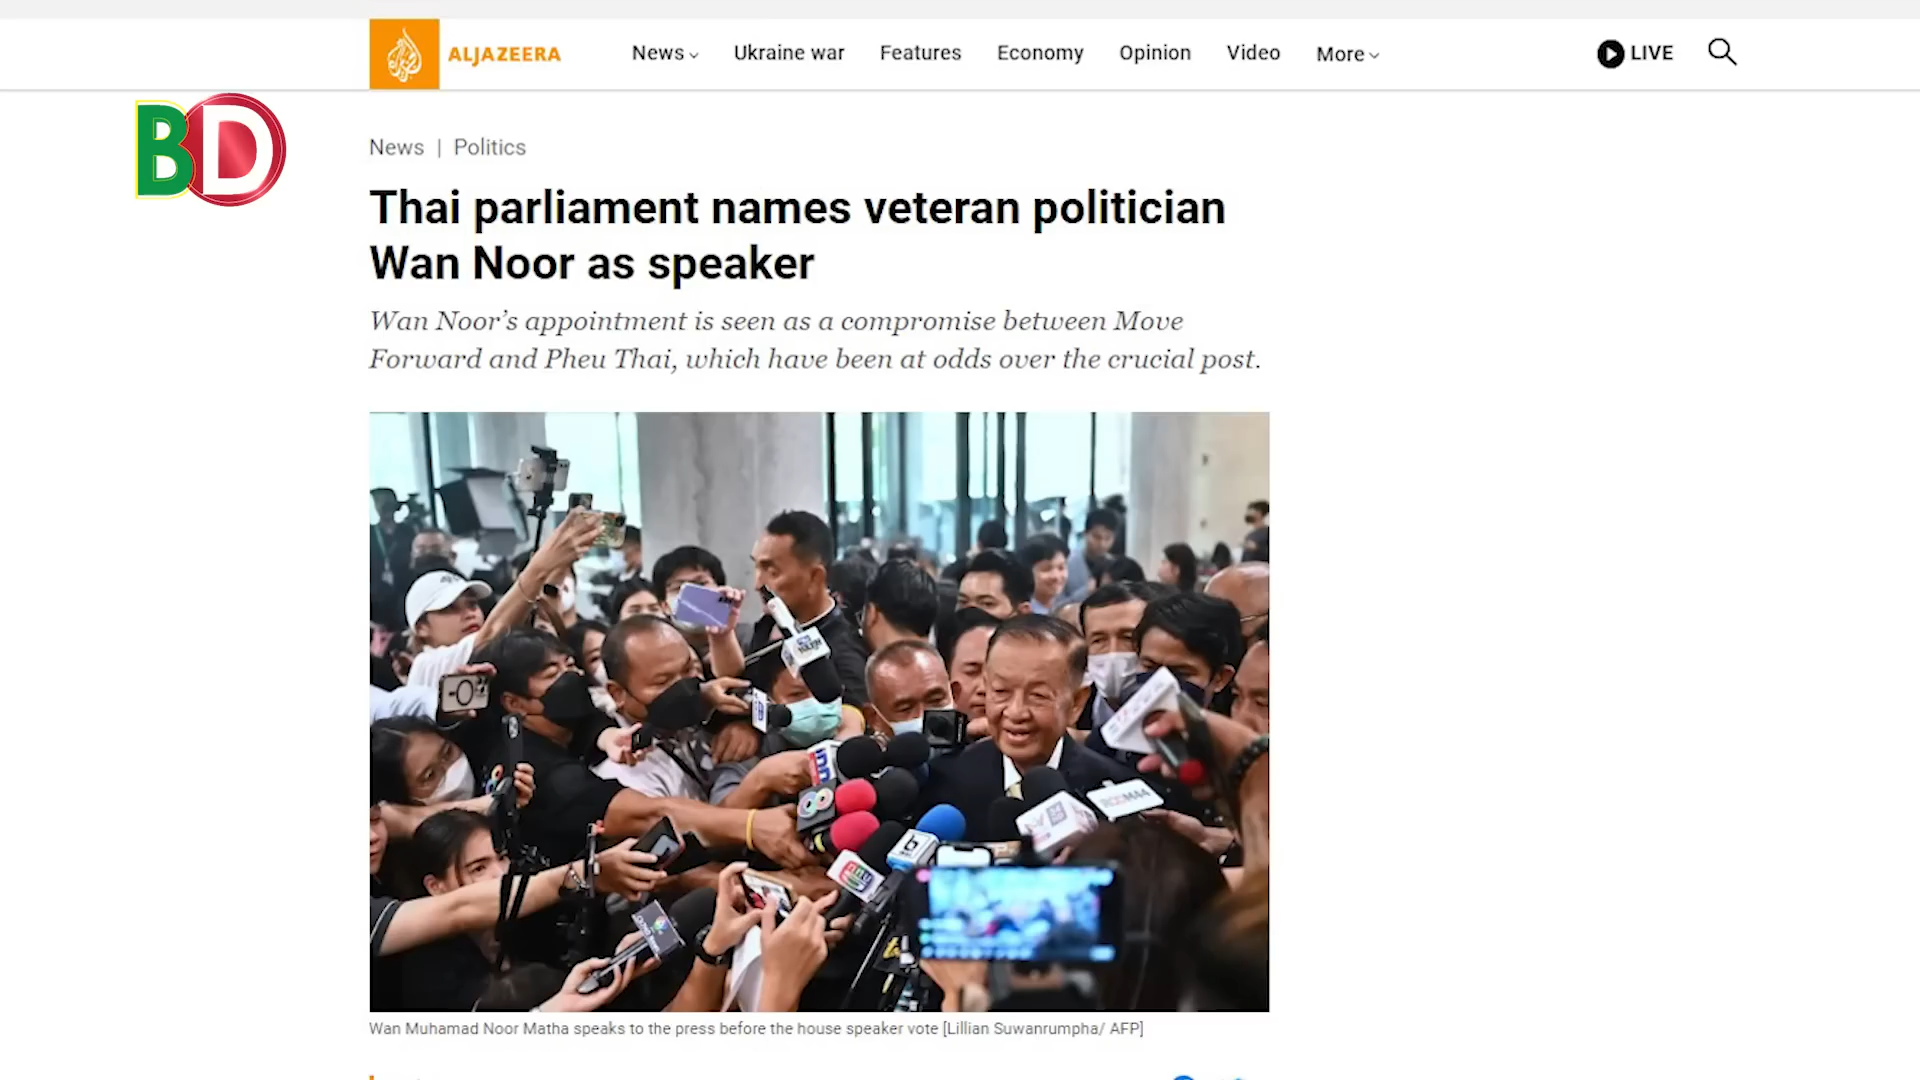 ALJAZEERA
News
Ukraine war
Features
Economy
Opinion
Video
More
LIVE
BD
News | Politics
Thai parliament names veteran politician
Wan Noor as speaker
Wan Noor’s appointment is seen as a compromise between Move
Forward and Pheu Thai, which have been at odds over the crucial post.
Wan Muhamad Noor Matha speaks to the press before the house speaker vote [Lillian Suwanrumpha/ AFP]